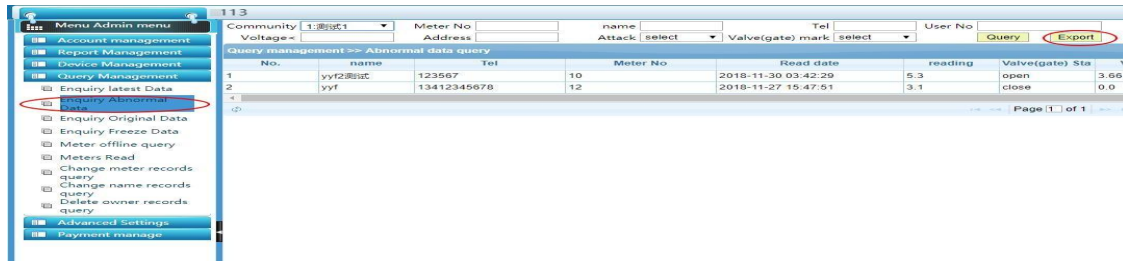 113
Menu Admin menu
Account management
Report Management
Device Management
Query Management
Enquiry latest Data
Enquiry Abnormal
Data
Enquiry Original Data
Enquiry Freeze Data
Meter offline query
Meters Read
Change meter records
query
Change name records
query
Delete owner records
query
Advanced Settings
Payment manage
Community 1:测试1 Meter No name Tel User No
Voltage< Address Attack select Valve(gate) mark select Query Export
Query management >> Abnormal data query
No. name Tel Meter No Read date reading Valve(gate) Sta
1 yyf2测试 123567 10 2018-11-30 03:42:29 5.3 open 3.66
2 yyf 13412345678 12 2018-11-27 15:47:51 3.1 close 0.0
Page 1 of 1